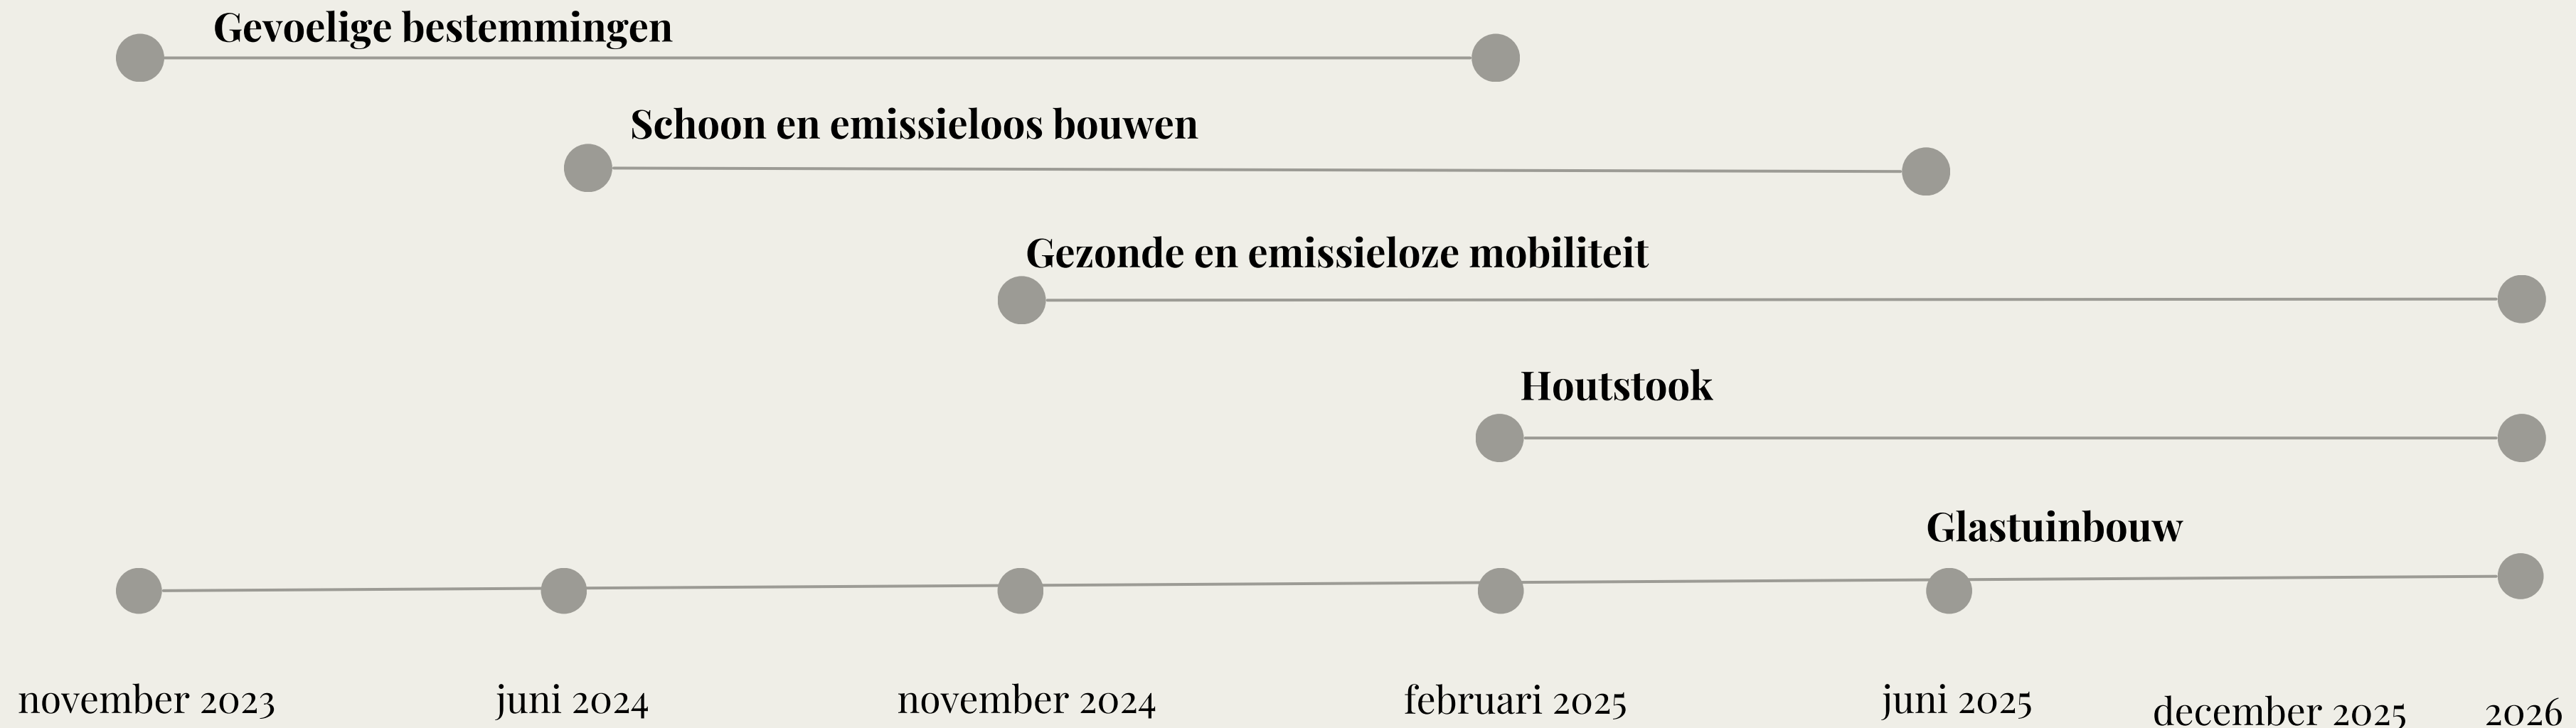 Gevoelige bestemmingen
Schoon en emissieloos bouwen
Gezonde en emissieloze mobiliteit
Houtstook
Glastuinbouw
november 2023 juni 2024 november 2024 februari 2025 juni 2025 december 2025 2026